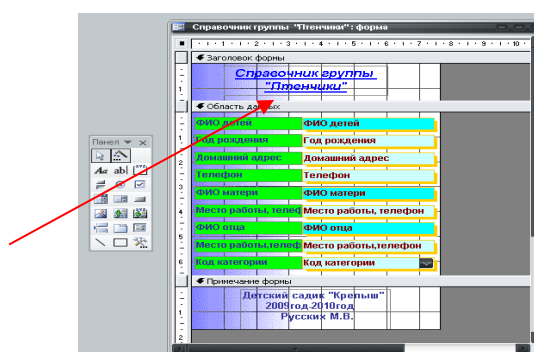 Справочник группы "Птенчики" : форма
Заголовок формы
Справочник группы
"Птенчики"
Область данных
ФИО детей ФИО детей
Год рождения Год рождения
Домашний адрес Домашний адрес
Телефон Телефон
ФИО матери ФИО матери
Место работы, телеф Место работы, телефон
ФИО отца ФИО отца
Место работы,телеф Место работы,телефон
Код категории Код категории
Примечание формы
Детский садик "Крепыш"
2009год-2010год
Русских М.В.
Панел
Aa ab|